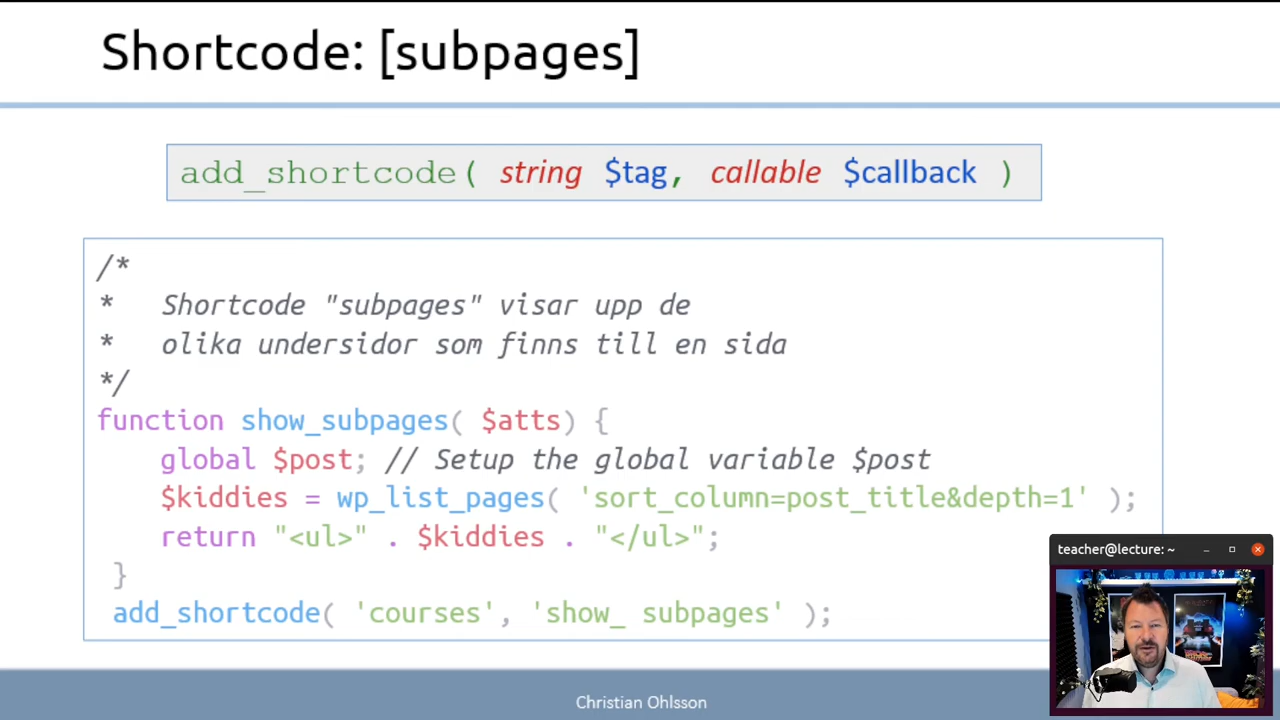 Shortcode: [subpages]
add_shortcode( string $tag, callable $callback )
/*
* Shortcode "subpages" visar upp de
* olika undersidor som finns till en sida
*/
function show_subpages( $atts) {
global $post; // Setup the global variable $post
$kiddies = wp_list_pages( 'sort_column=post_title&depth=1' );
return "<ul>" . $kiddies . "</ul>";
}
add_shortcode( 'courses', 'show_ subpages' );
teacher@lecture: ~
Christian Ohlsson